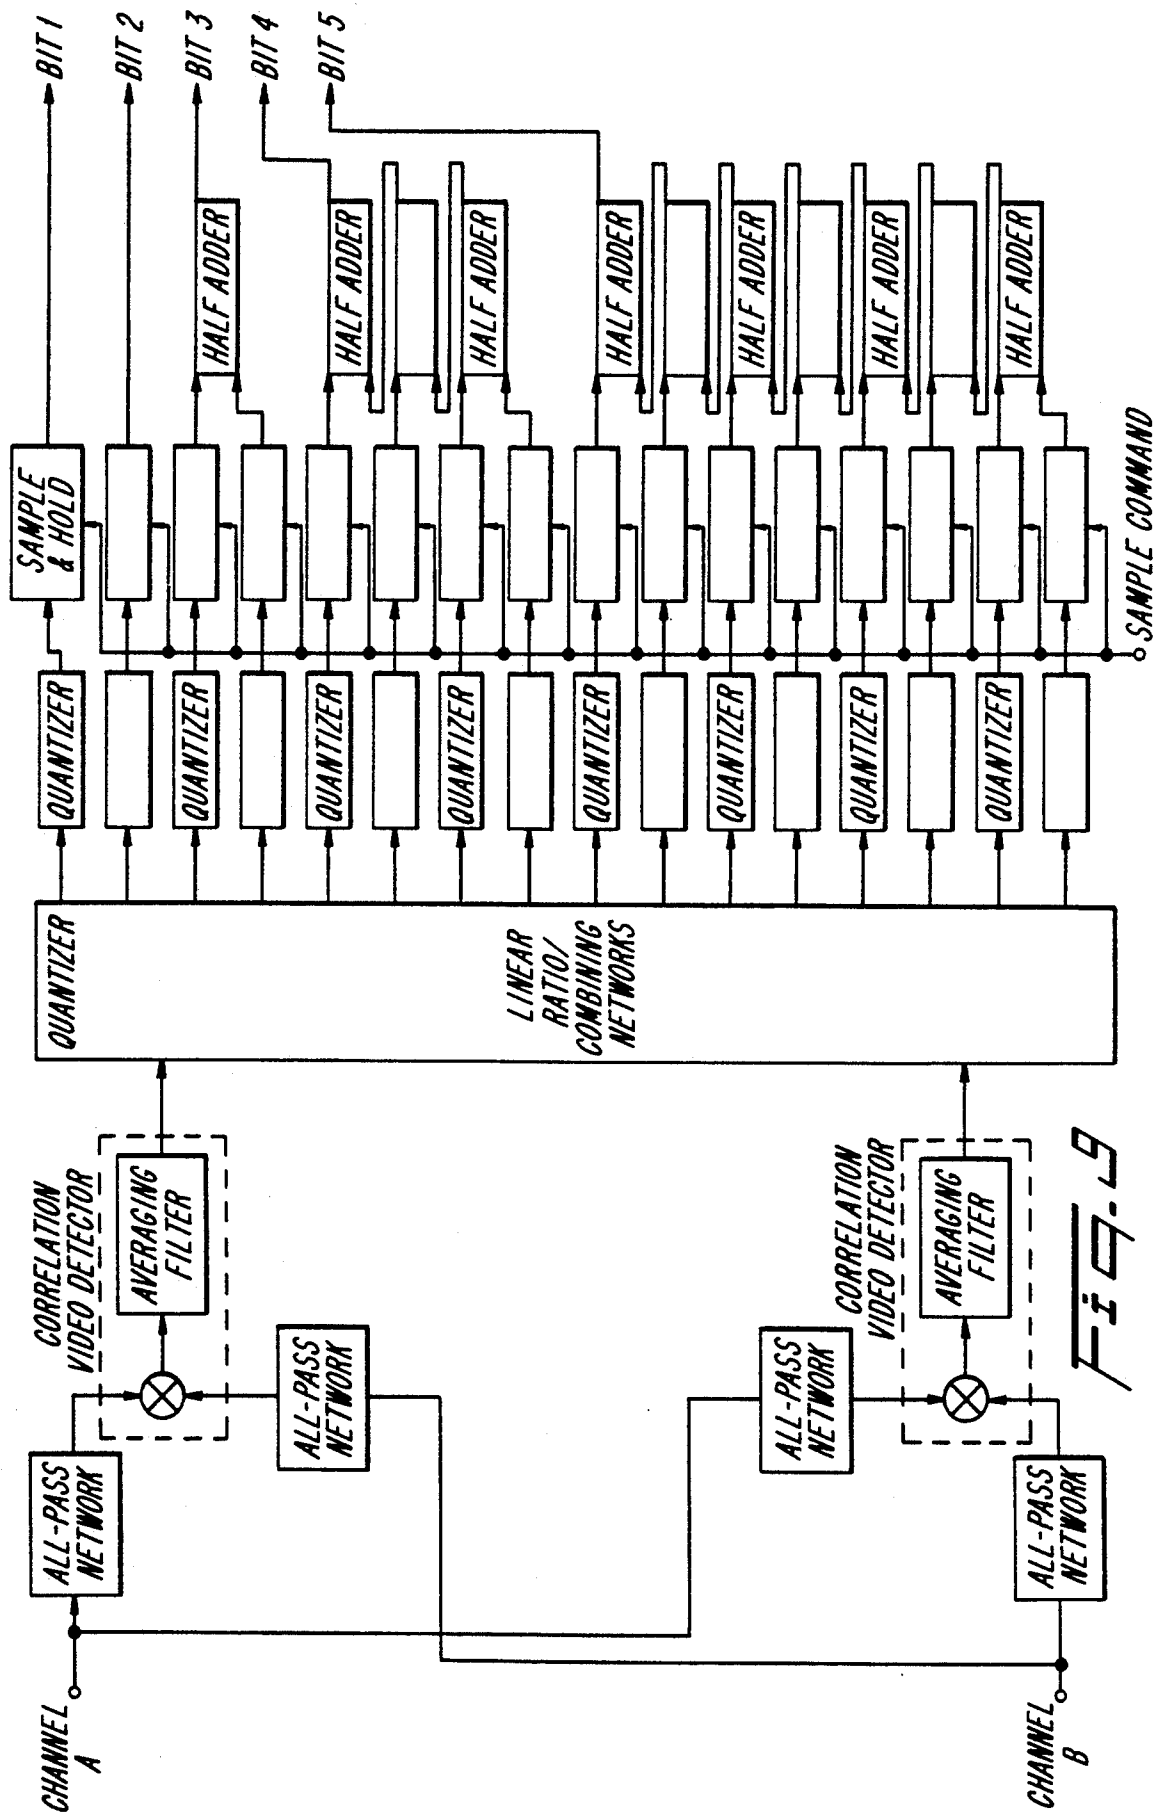 CHANNEL
A
CHANNEL
B
ALL-PASS
NETWORK
ALL-PASS
NETWORK
ALL-PASS
NETWORK
ALL-PASS
NETWORK
CORRELATION
VIDEO DETECTOR
AVERAGING
FILTER
CORRELATION
VIDEO DETECTOR
AVERAGING
FILTER
QUANTIZER
LINEAR
RATIO/
COMBINING
NETWORKS
QUANTIZER
QUANTIZER
QUANTIZER
QUANTIZER
QUANTIZER
QUANTIZER
QUANTIZER
QUANTIZER
SAMPLE
& HOLD
SAMPLE COMMAND
HALF ADDER
HALF ADDER
HALF ADDER
HALF ADDER
HALF ADDER
HALF ADDER
HALF ADDER
BIT 1
BIT 2
BIT 3
BIT 4
BIT 5
Fig. 9